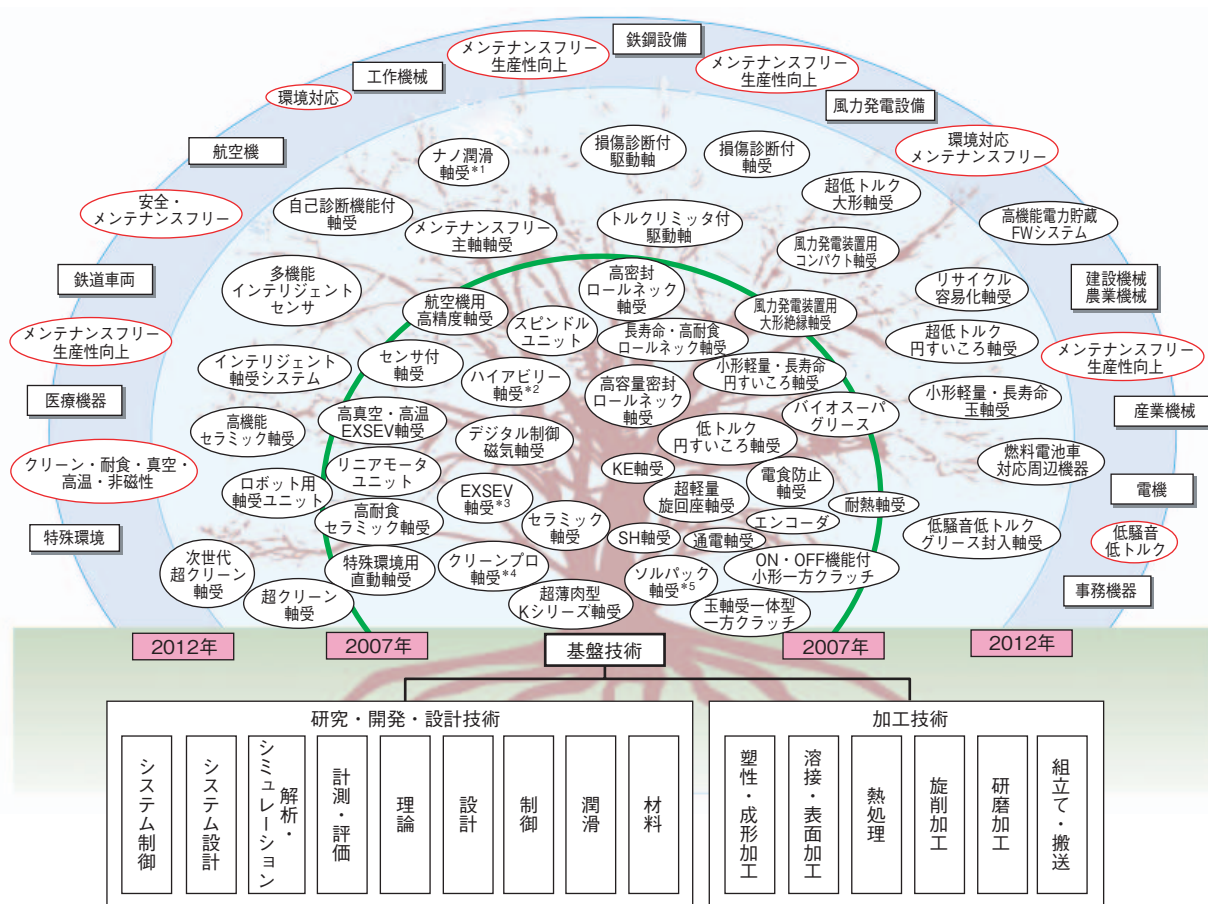 鉄鋼設備
メンテナンスフリー
生産性向上
工作機械
メンテナンスフリー
生産性向上
環境対応
風力発電設備
航空機
環境対応
メンテナンスフリー
安全・
メンテナンスフリー
高機能電力貯蔵
FWシステム
鉄道車両
建設機械
農業機械
メンテナンスフリー
生産性向上
メンテナンスフリー
生産性向上
医療機器
産業機械
クリーン・耐食・真空・
高温・非磁性
電機
特殊環境
低騒音
低トルク
事務機器
ナノ潤滑
軸受*1
損傷診断付
駆動軸
損傷診断付
軸受
超低トルク
大形軸受
自己診断機能付
軸受
メンテナンスフリー
主軸軸受
トルクリミッタ付
駆動軸
風力発電装置用
コンパクト軸受
多機能
インテリジェント
センサ
リサイクル
容易化軸受
航空機用
高精度軸受
スピンドル
ユニット
高密封
ロールネック
軸受
長寿命・高耐食
ロールネック軸受
風力発電装置用
大形絶縁軸受
超低トルク
円すいころ軸受
インテリジェント
軸受システム
センサ付
軸受
ハイアビリー
軸受*2
高容量密封
ロールネック
軸受
小形軽量・長寿命
円すいころ軸受
小形軽量・長寿命
玉軸受
高機能
セラミック軸受
高真空・高温
EXSEV軸受
デジタル制御
磁気軸受
低トルク
円すいころ軸受
バイオスーパ
グリース
燃料電池車
対応周辺機器
ロボット用
軸受ユニット
リニアモータ
ユニット
EXSEV
軸受*3
KE軸受
超軽量
旋回座軸受
電食防止
軸受
耐熱軸受
高耐食
セラミック軸受
セラミック
軸受
SH軸受
通電軸受
エンコーダ
低騒音低トルク
グリース封入軸受
次世代
超クリーン
軸受
超クリーン
軸受
特殊環境用
直動軸受
クリーンプロ
軸受*4
超薄肉型
Kシリーズ軸受
ソルパック
軸受*5
ON・OFF機能付
小形一方クラッチ
玉軸受一体型
一方クラッチ
2012年
2007年
基盤技術
2007年
2012年
研究・開発・設計技術
システム制御
システム設計
解析・
シミュレーション
計測・評価
理論
設計
制御
潤滑
材料
加工技術
塑性・成形加工
溶接・表面加工
熱処理
旋削加工
研磨加工
組立て・搬送